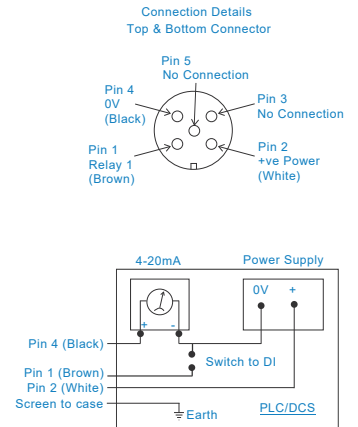 Connection Details
Top & Bottom Connector
Pin 5
No Connection
Pin 4
0V
(Black)
Pin 3
No Connection
Pin 1
Relay 1
(Brown)
Pin 2
+ve Power
(White)
4-20mA
Power Supply
0V +
+ -
Pin 4 (Black)
Switch to DI
Pin 1 (Brown)
Pin 2 (White)
Screen to case
Earth
PLC/DCS